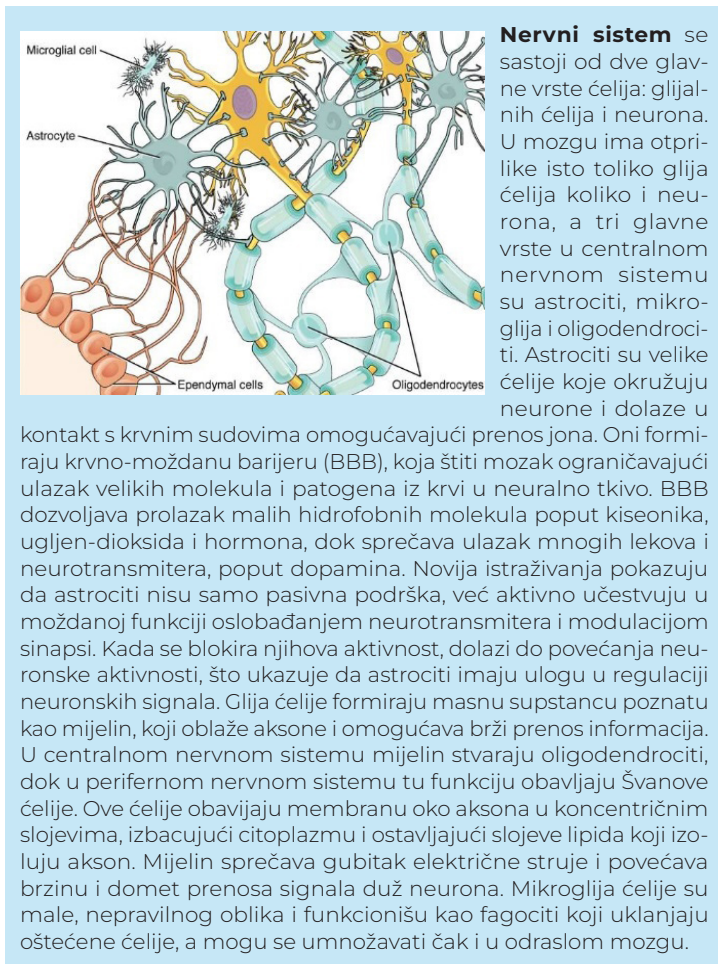 Microglial cell
Astrocyte
Ependymal cells
Oligodendrocytes
Nervni sistem se
sastoji od dve glav-
ne vrste ćelija: glijal-
nih ćelija i neurona.
U mozgu ima otpri-
like isto toliko glija
ćelija koliko i neu-
rona, a tri glavne
vrste u centralnom
nervnom sistemu
su astrociti, mikro-
glija i oligodendroci-
ti. Astrociti su velike
ćelije koje okružuju
neurone i dolaze u
kontakt s krvnim sudovima omogućavajući prenos jona. Oni formi-
raju krvno-moždanu barijeru (BBB), koja štiti mozak ograničavajući
ulazak velikih molekula i patogena iz krvi u neuralno tkivo. BBB
dozvoljava prolazak malih hidrofobnih molekula poput kiseonika,
ugljen-dioksida i hormona, dok sprečava ulazak mnogih lekova i
neurotransmitera, poput dopamina. Novija istraživanja pokazuju
da astrociti nisu samo pasivna podrška, već aktivno učestvuju u
moždanoj funkciji oslobađanjem neurotransmitera i modulacijom
sinapsi. Kada se blokira njihova aktivnost, dolazi do povećanja neu-
ronske aktivnosti, što ukazuje da astrociti imaju ulogu u regulaciji
neuronskih signala. Glija ćelije formiraju masnu supstancu poznatu
kao mijelin, koji oblaže aksone i omogućava brži prenos informacija.
U centralnom nervnom sistemu mijelin stvaraju oligodendrociti,
dok u perifernom nervnom sistemu tu funkciju obavljaju Švanove
ćelije. Ove ćelije obavijaju membranu oko aksona u koncentričnim
slojevima, izbacujući citoplazmu i ostavljajući slojeve lipida koji izo-
luju akson. Mijelin sprečava gubitak električne struje i povećava
brzinu i domet prenosa signala duž neurona. Mikroglija ćelije su
male, nepravilnog oblika i funkcionišu kao fagociti koji uklanjaju
oštećene ćelije, a mogu se umnožavati čak i u odraslom mozgu.